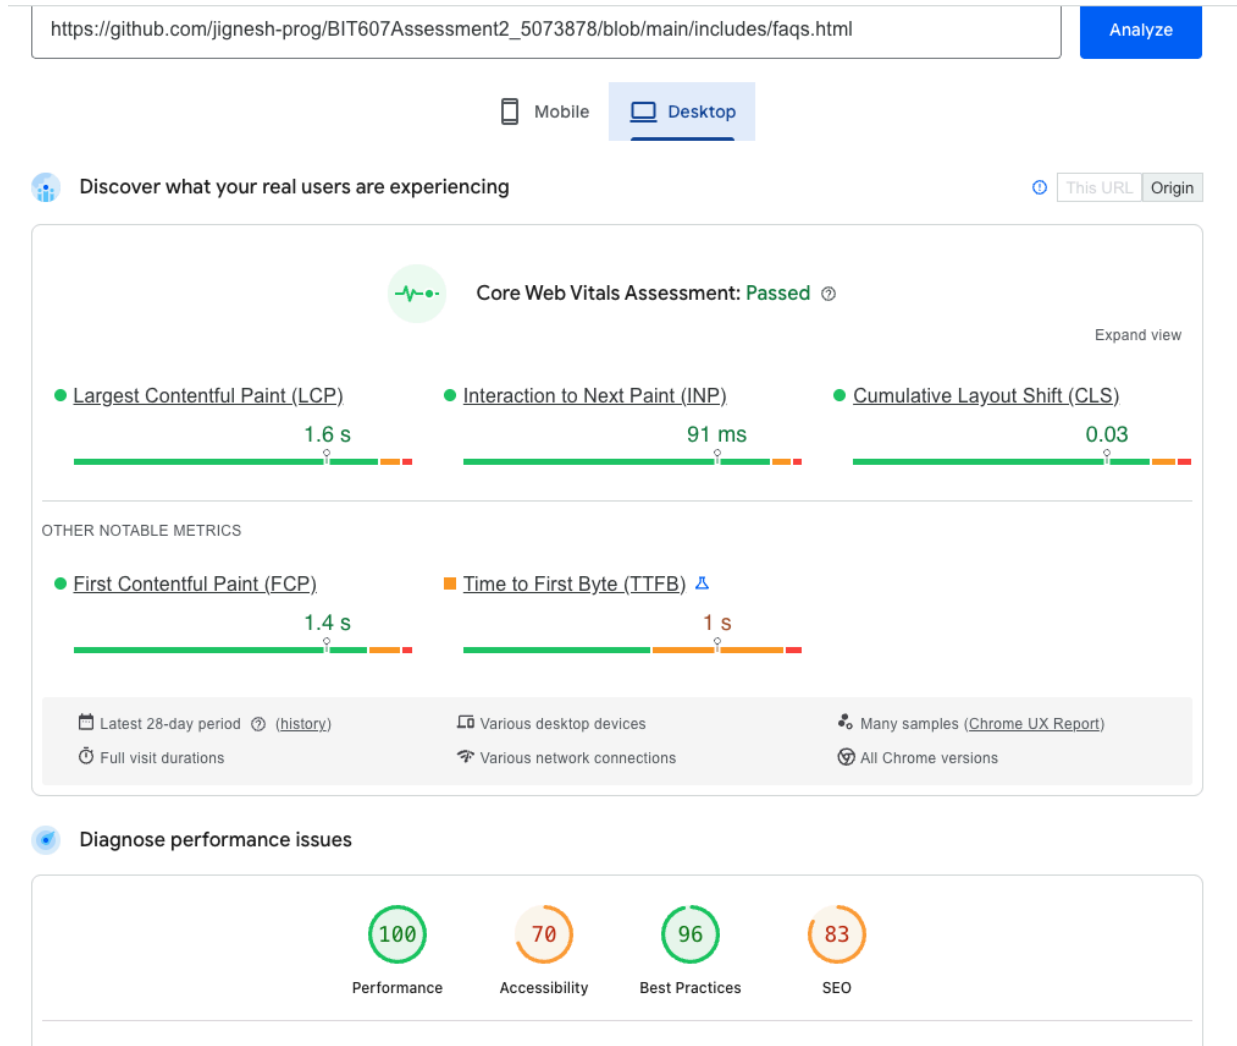 https://github.com/jignesh-prog/BIT607Assessment2_5073878/blob/main/includes/faqs.html
Analyze
Mobile
Desktop
Discover what your real users are experiencing
This URL
Origin
Core Web Vitals Assessment: Passed
Expand view
Largest Contentful Paint (LCP)
1.6 s
Interaction to Next Paint (INP)
91 ms
Cumulative Layout Shift (CLS)
0.03
OTHER NOTABLE METRICS
First Contentful Paint (FCP)
1.4 s
Time to First Byte (TTFB)
1 s
Latest 28-day period (history)
Various desktop devices
Many samples (Chrome UX Report)
Full visit durations
Various network connections
All Chrome versions
Diagnose performance issues
100
Performance
70
Accessibility
96
Best Practices
83
SEO